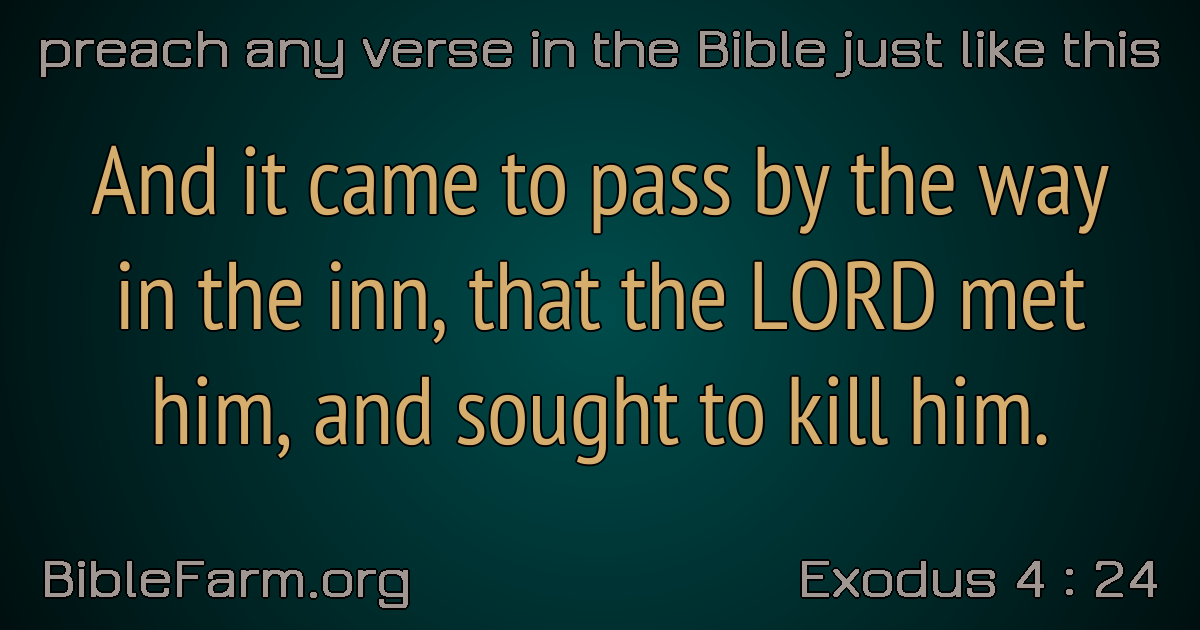 preach any verse in the Bible just like this
And it came to pass by the way
in the inn, that the LORD met
him, and sought to kill him.
BibleFarm.org
Exodus 4 : 24